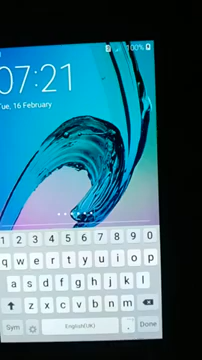 100%
07:21
Tue, 16 February
1 2 3 4 5 6 7 8 9 0
q w e r t y u i o p
a s d f g h j k l
z x c v b n m
Sym English(UK) . Done